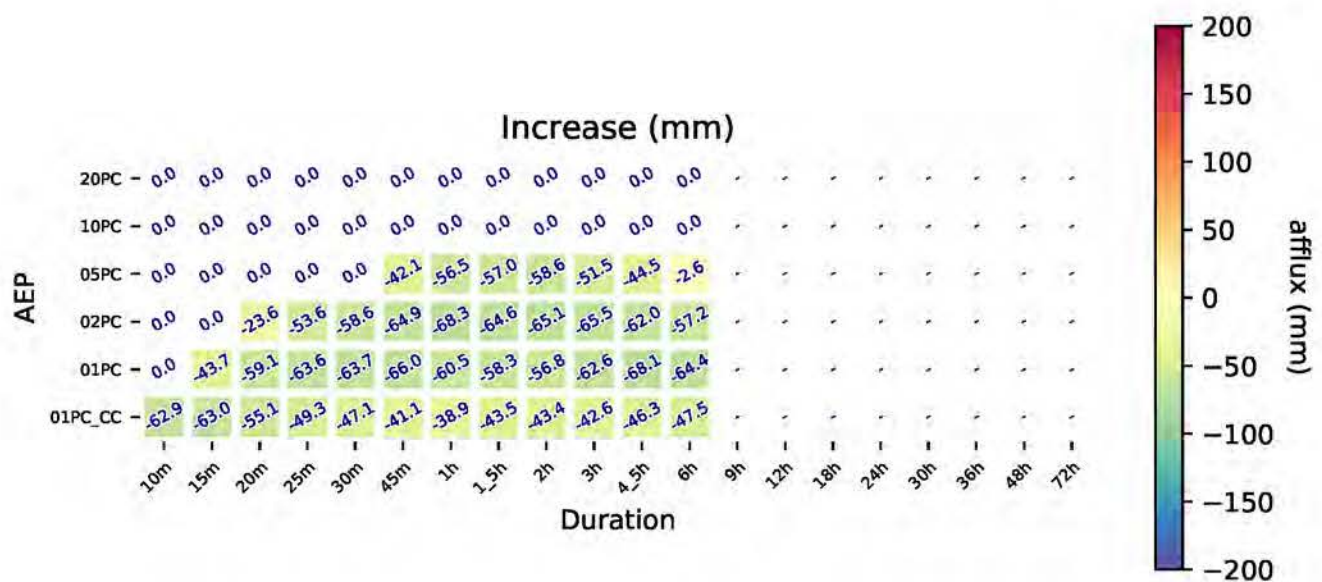 Increase (mm)
20PC 0.0 0.0 0.0 0.0 0.0 0.0 0.0 0.0 0.0 0.0 0.0 0.0 - - - - - - - -
10PC 0.0 0.0 0.0 0.0 0.0 0.0 0.0 0.0 0.0 0.0 0.0 0.0 - - - - - - - -
05PC 0.0 0.0 0.0 0.0 0.0 -42.1 -56.5 -57.0 -58.6 -51.5 -44.5 -2.6 - - - - - - - -
02PC 0.0 0.0 -23.6 -53.6 -58.6 -64.9 -68.3 -64.6 -65.1 -65.5 -62.0 -57.2 - - - - - - - -
01PC 0.0 -43.7 -59.1 -63.6 -63.7 -66.0 -60.5 -58.3 -56.8 -62.6 -68.1 -64.4 - - - - - - - -
01PC_CC -62.9 -63.0 -55.1 -49.3 -47.1 -41.1 -38.9 -43.5 -43.4 -42.6 -46.3 -47.5 - - - - - - - -
AEP
10m 15m 20m 25m 30m 45m 1h 1_5h 2h 3h 4_5h 6h 9h 12h 18h 24h 30h 36h 48h 72h
Duration
200
150
100
50
0
−50
−100
−150
−200
afflux (mm)